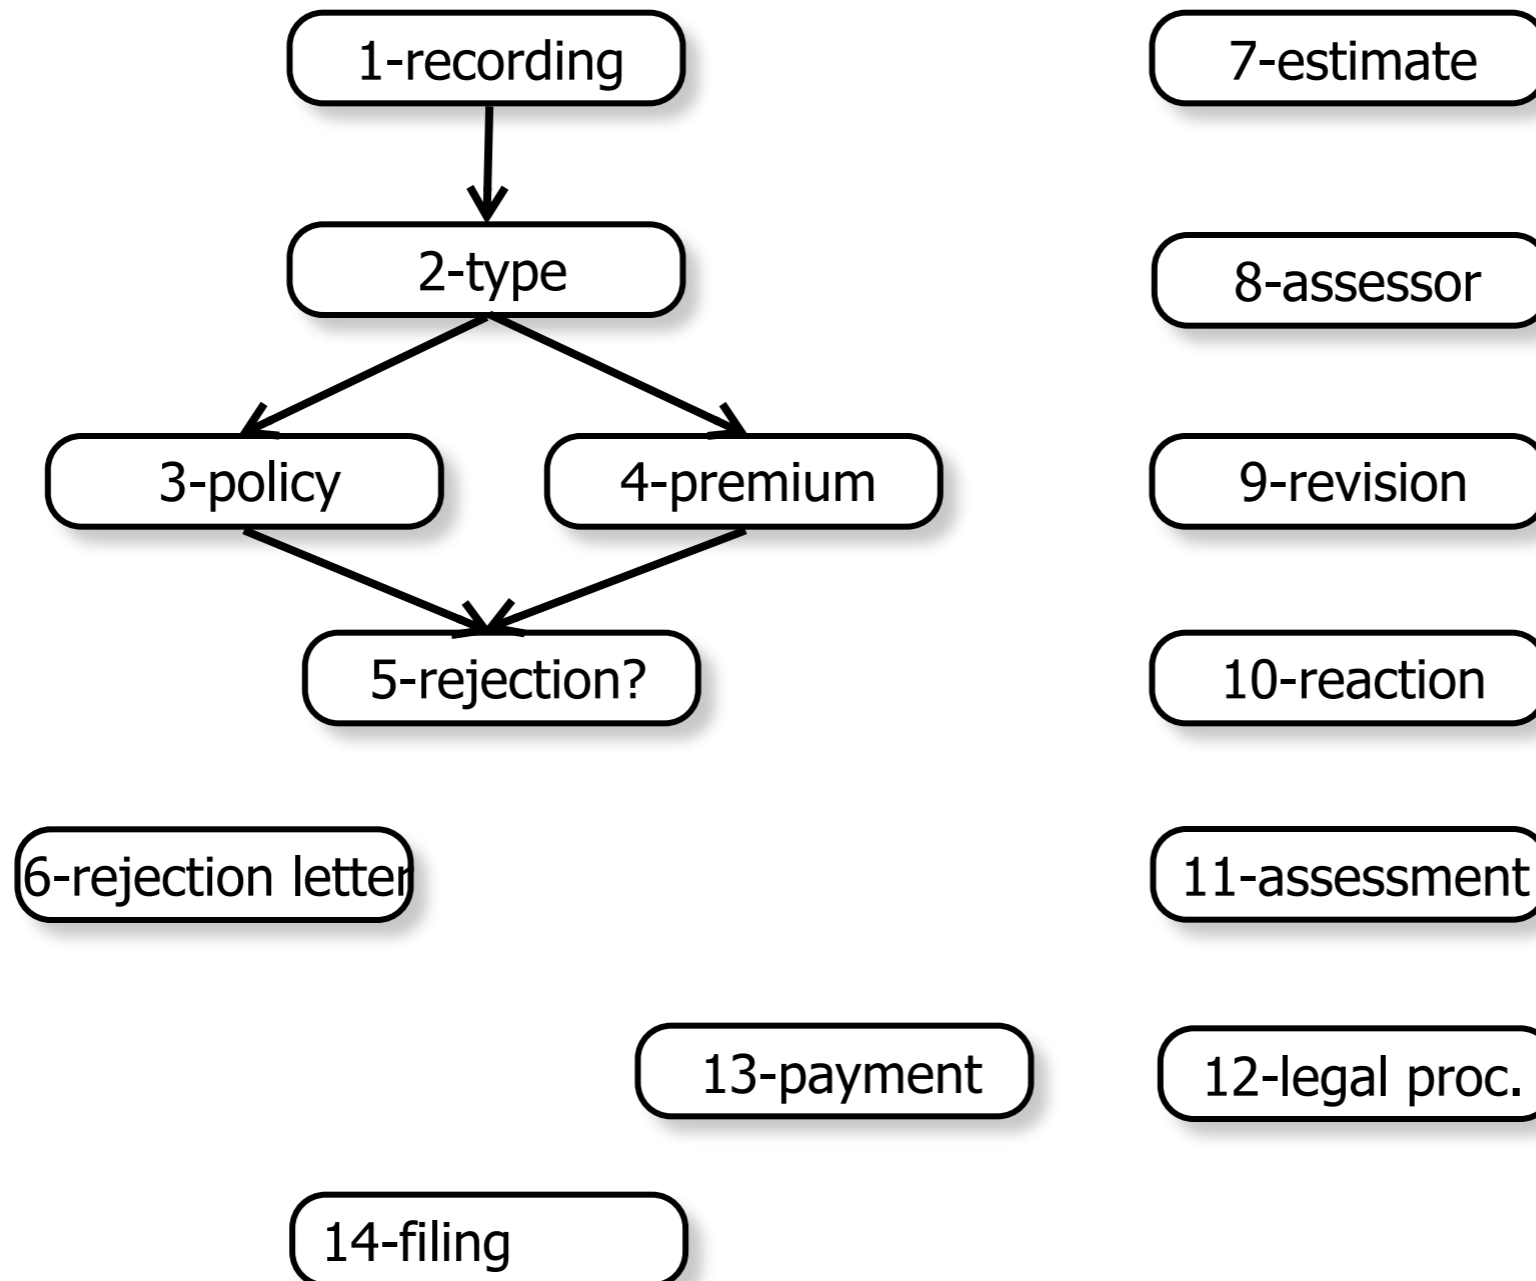 1-recording
7-estimate
2-type
8-assessor
3-policy
4-premium
9-revision
5-rejection?
10-reaction
6-rejection letter
11-assessment
13-payment
12-legal proc.
14-filing